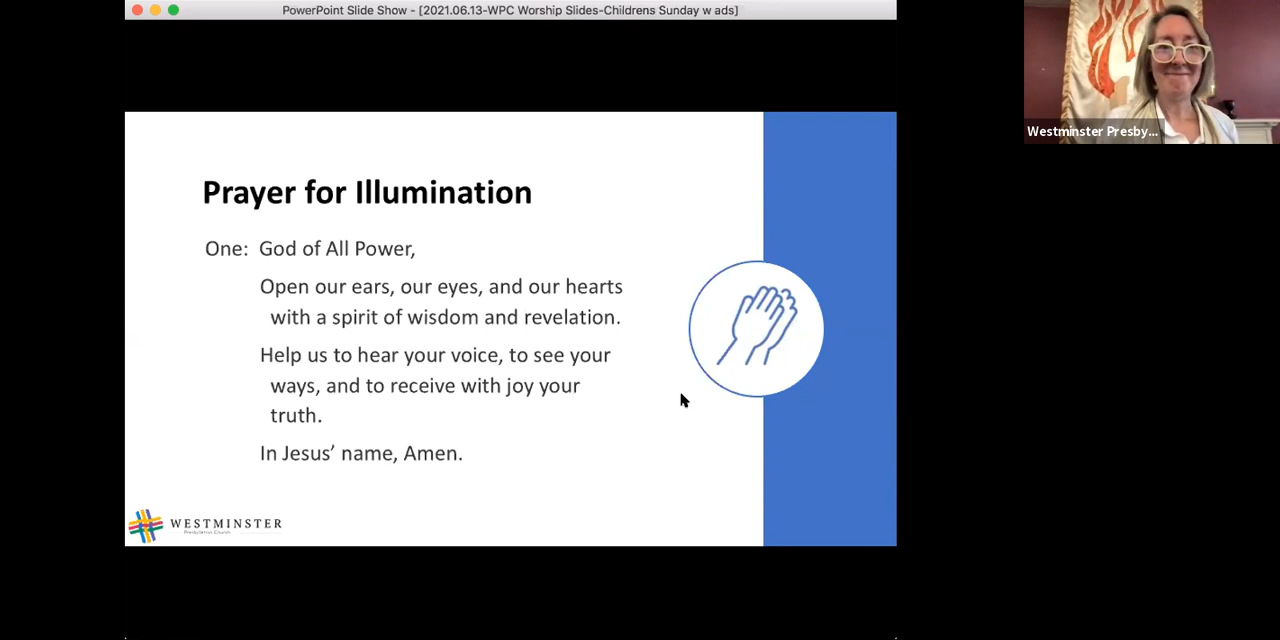 PowerPoint Slide Show - [2021.06.13-WPC Worship Slides-Childrens Sunday w ads]
Westminster Presby...
Prayer for Illumination
One: God of All Power,
Open our ears, our eyes, and our hearts
with a spirit of wisdom and revelation.
Help us to hear your voice, to see your
ways, and to receive with joy your
truth.
In Jesus’ name, Amen.
WESTMINSTER
Presbyterian Church